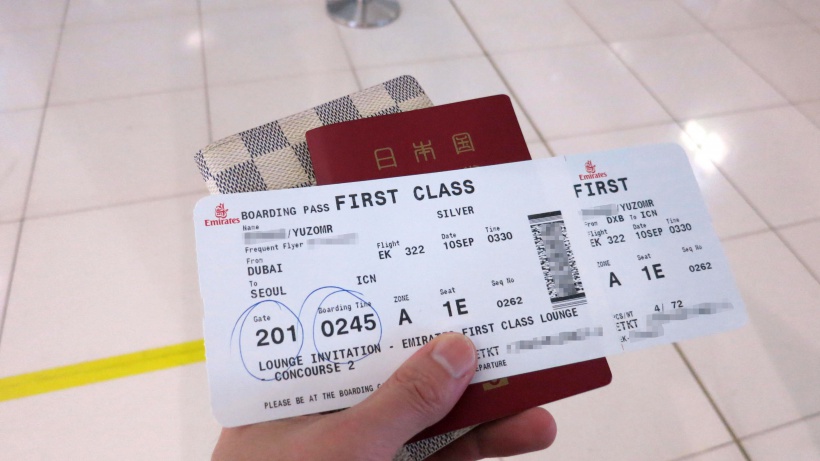 日本国
Emirates
BOARDING PASS FIRST CLASS
Name
/YUZOMR
SILVER
Frequent Flyer
Flight Date Time
EK 322 10SEP 0330
From
DUBAI
To
SEOUL ICN
Gate Boarding Time ZONE Seat Seq No
201 0245 A 1E 0262
LOUNGE INVITATION - EMIRATES FIRST CLASS LOUNGE
- CONCOURSE 2
ETKT
PLEASE BE AT THE BOARDING
Emirates
FIRST
/YUZOMR
From DXB To ICN
Flight Date Time
EK 322 10SEP 0330
Seat Seq No
A 1E 0262
4/ 72
ETKT